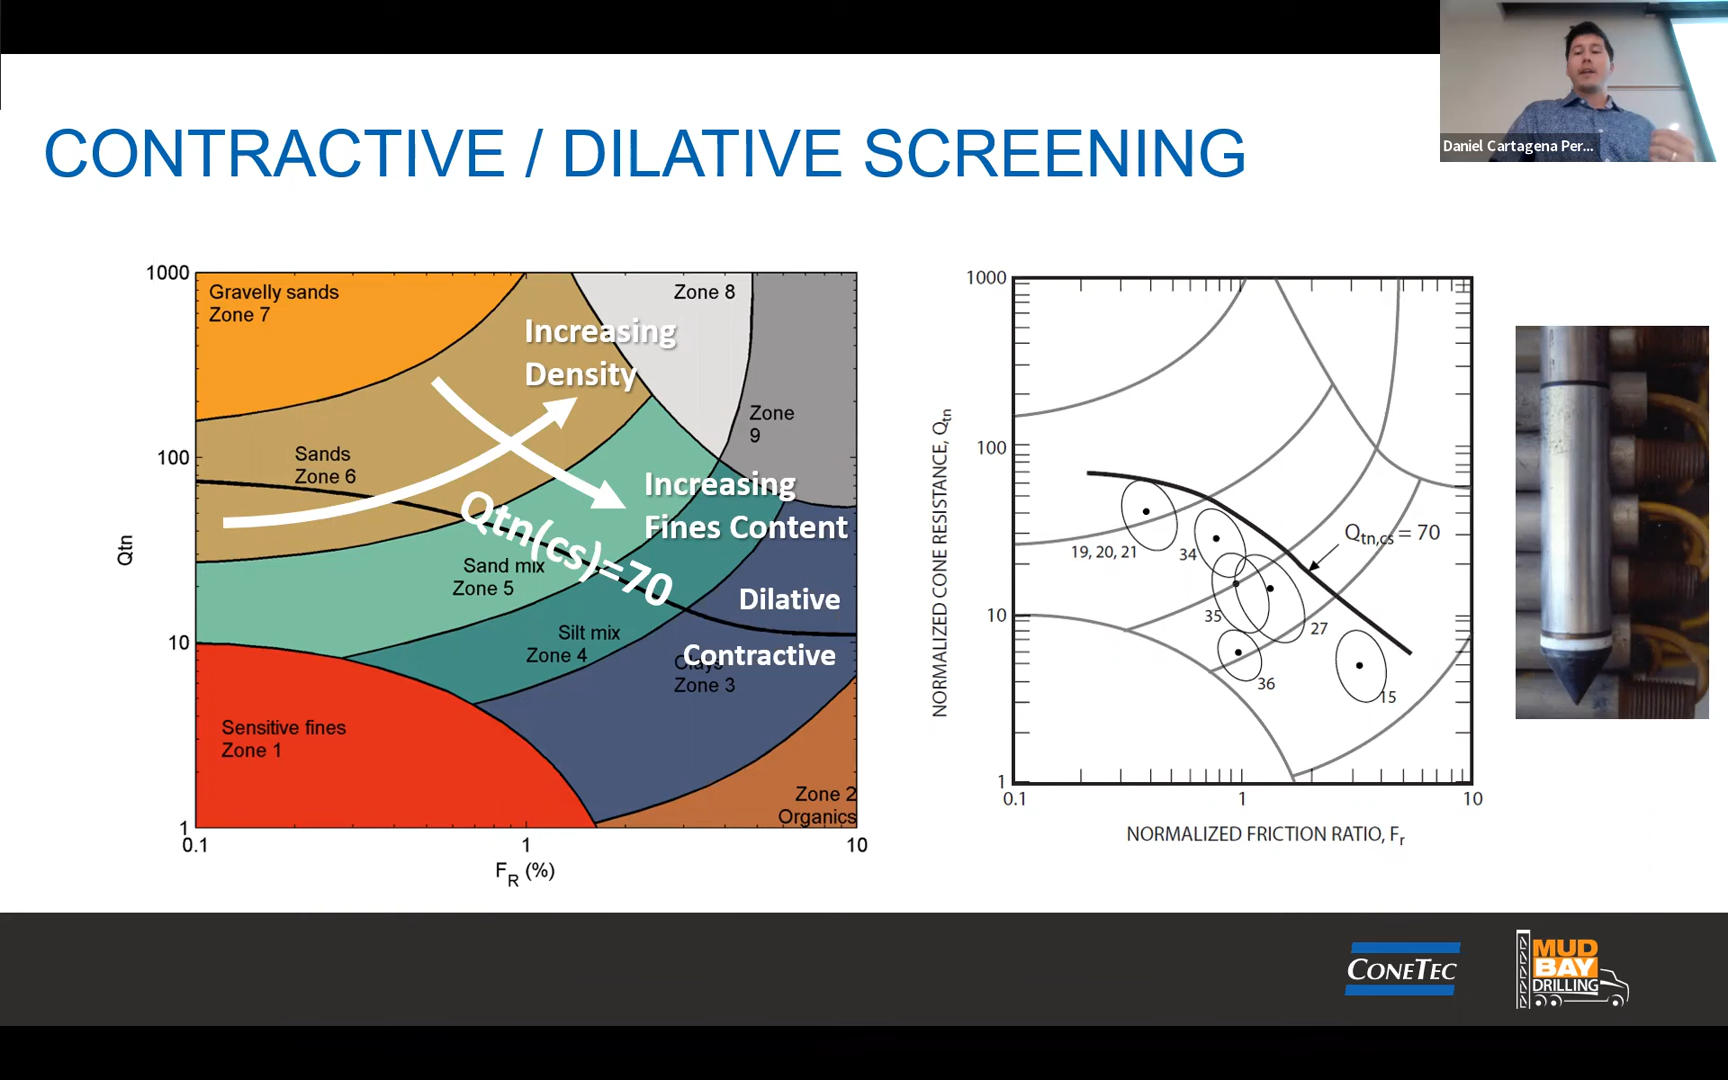 Daniel Cartagena Per...
CONTRACTIVE / DILATIVE SCREENING
1000
100
10
1
Qtn
0.1
1
10
FR (%)
Gravelly sands
Zone 7
Zone 8
Increasing
Density
Zone
9
Sands
Zone 6
Increasing
Fines Content
Qtn(cs)=70
Sand mix
Zone 5
Dilative
Silt mix
Zone 4
Contractive
Clays
Zone 3
Sensitive fines
Zone 1
Zone 2
Organics
1000
100
10
1
NORMALIZED CONE RESISTANCE, Qtn
0.1
1
10
NORMALIZED FRICTION RATIO, Fr
Qtn,cs = 70
19, 20, 21
34
35
27
36
15
CONETEC
MUD
BAY
DRILLING